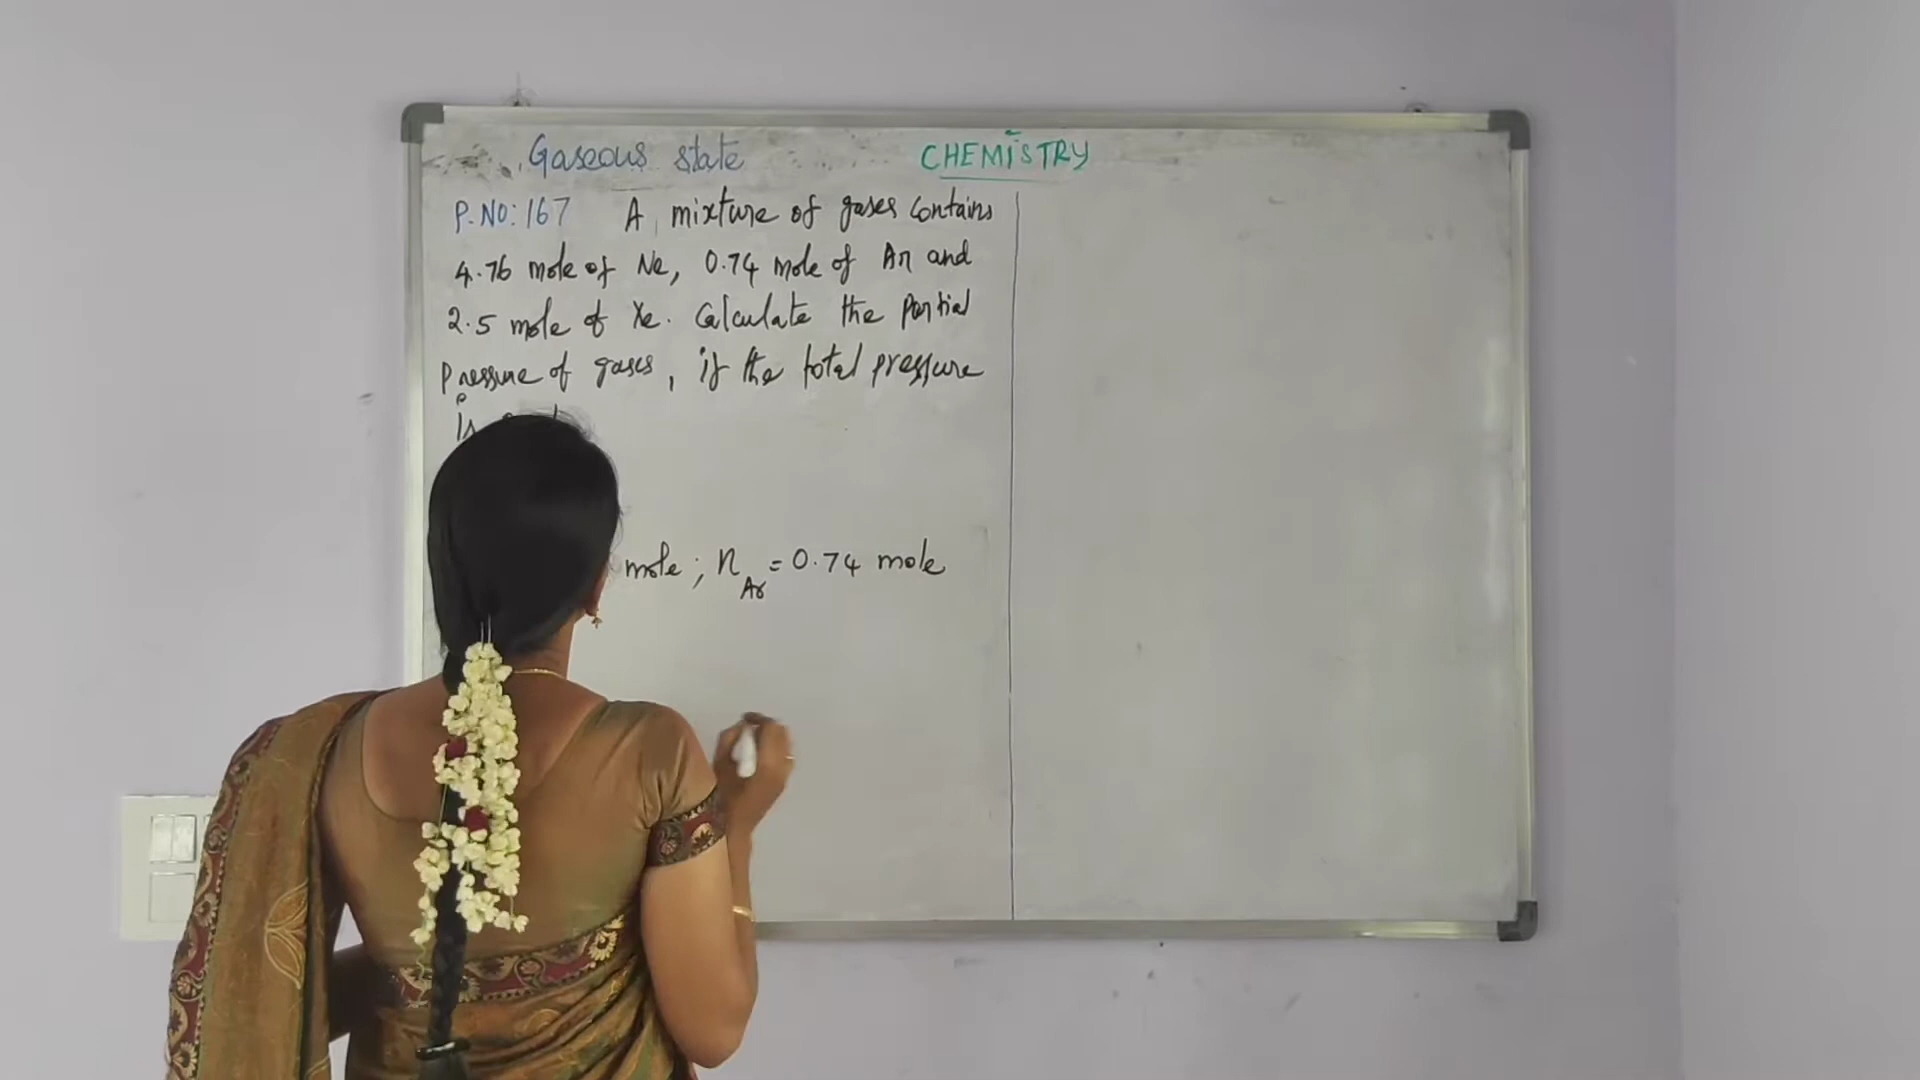 Gaseous state CHEMISTRY
P.NO: 167 A mixture of gases contains
4.76 mole of Ne, 0.74 mole of Ar and
2.5 mole of Xe. Calculate the partial
pressure of gases, if the total pressure
is
mole ; n Ar = 0.74 mole